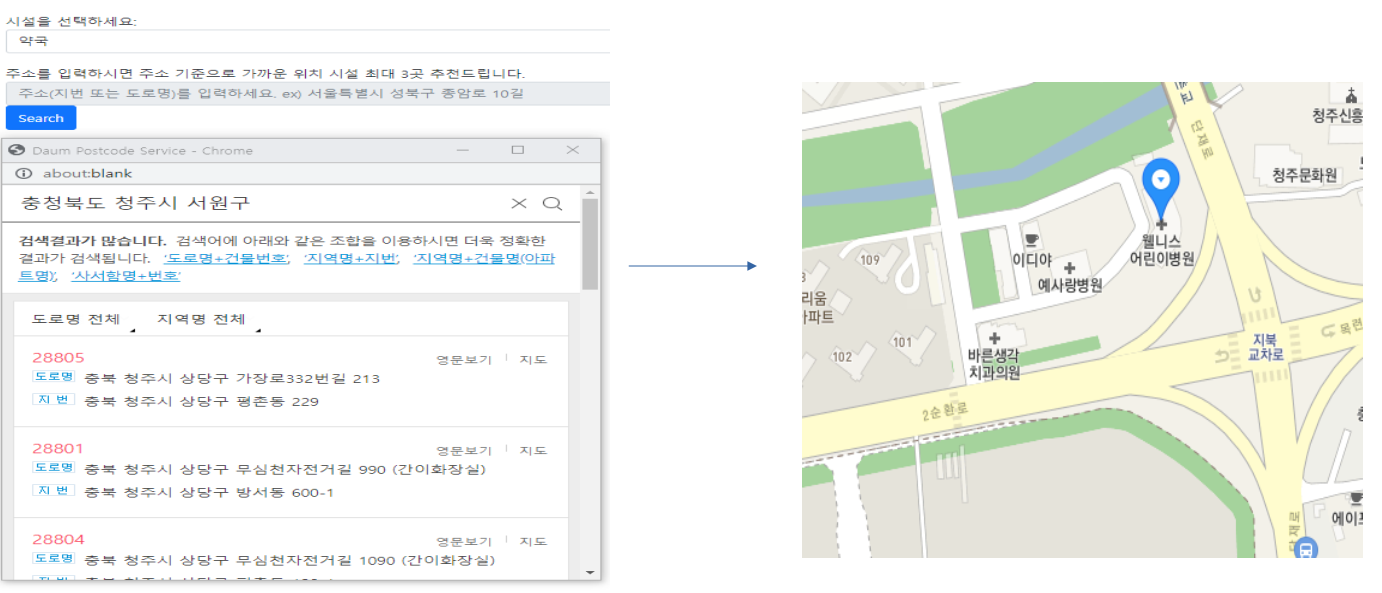 시설을 선택하세요:
약국
주소를 입력하시면 주소 기준으로 가까운 위치 시설 최대 3곳 추천드립니다.
주소(지번 또는 도로명)를 입력하세요. ex) 서울특별시 성북구 종암로 10길
Search
Daum Postcode Service - Chrome
about:blank
충청북도 청주시 서원구
검색결과가 많습니다. 검색어에 아래와 같은 조합을 이용하시면 더욱 정확한
결과가 검색됩니다. '도로명+건물번호', '지역명+지번', '지역명+건물명(아파
트명)', '사서함명+번호'
도로명 전체 지역명 전체
28805 영문보기 지도
도로명 충북 청주시 상당구 가장로332번길 213
지 번 충북 청주시 상당구 평촌동 229
28801 영문보기 지도
도로명 충북 청주시 상당구 무심천자전거길 990 (간이화장실)
지 번 충북 청주시 상당구 방서동 600-1
28804 영문보기 지도
도로명 충북 청주시 상당구 무심천자전거길 1090 (간이화장실)
단재로
청주신흥
청주문화원
웰니스
어린이병원
이디야
예사랑병원
109
리움
아파트
101
102
바른생각
치과의원
지북
교차로
목련
2순환로
에이프
단재로